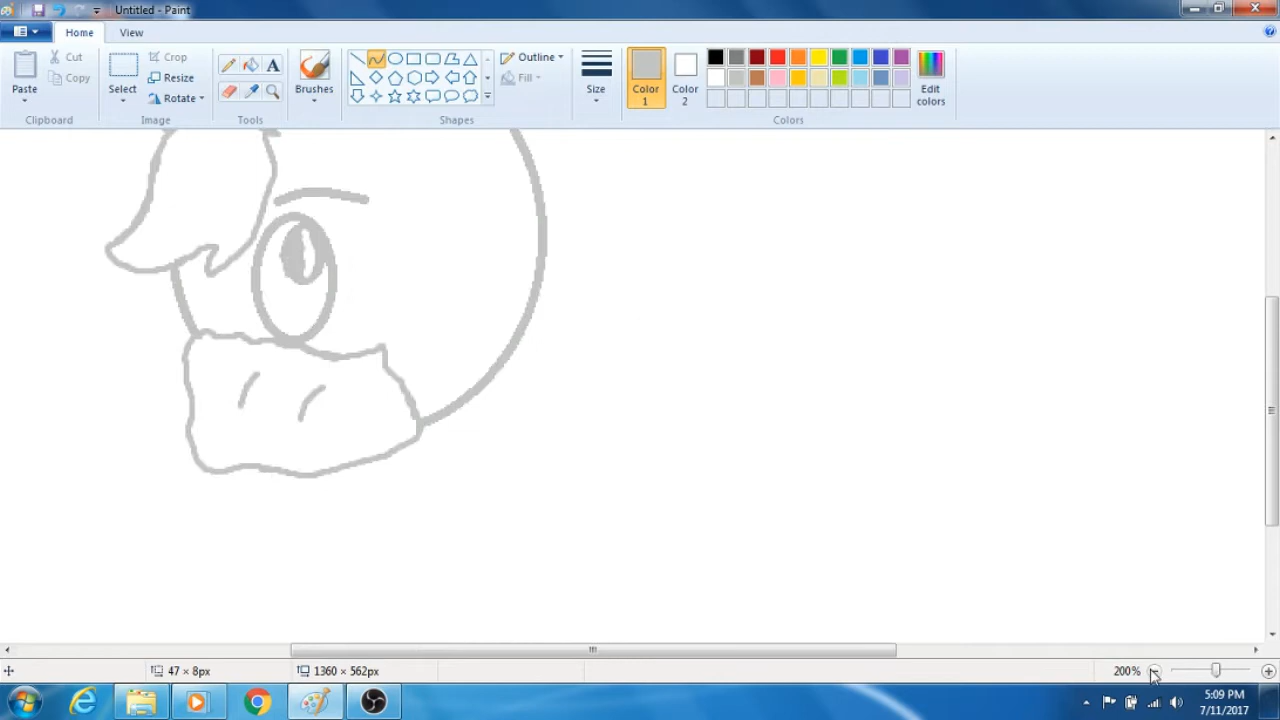 Untitled - Paint
Home View
Paste
Cut
Copy
Clipboard
Select
Crop
Resize
Rotate
Image
A
Tools
Brushes
Outline
Fill
Shapes
Size
Color 1
Color 2
Edit colors
Colors
47 × 8px
1360 × 562px
200%
5:09 PM
7/11/2017